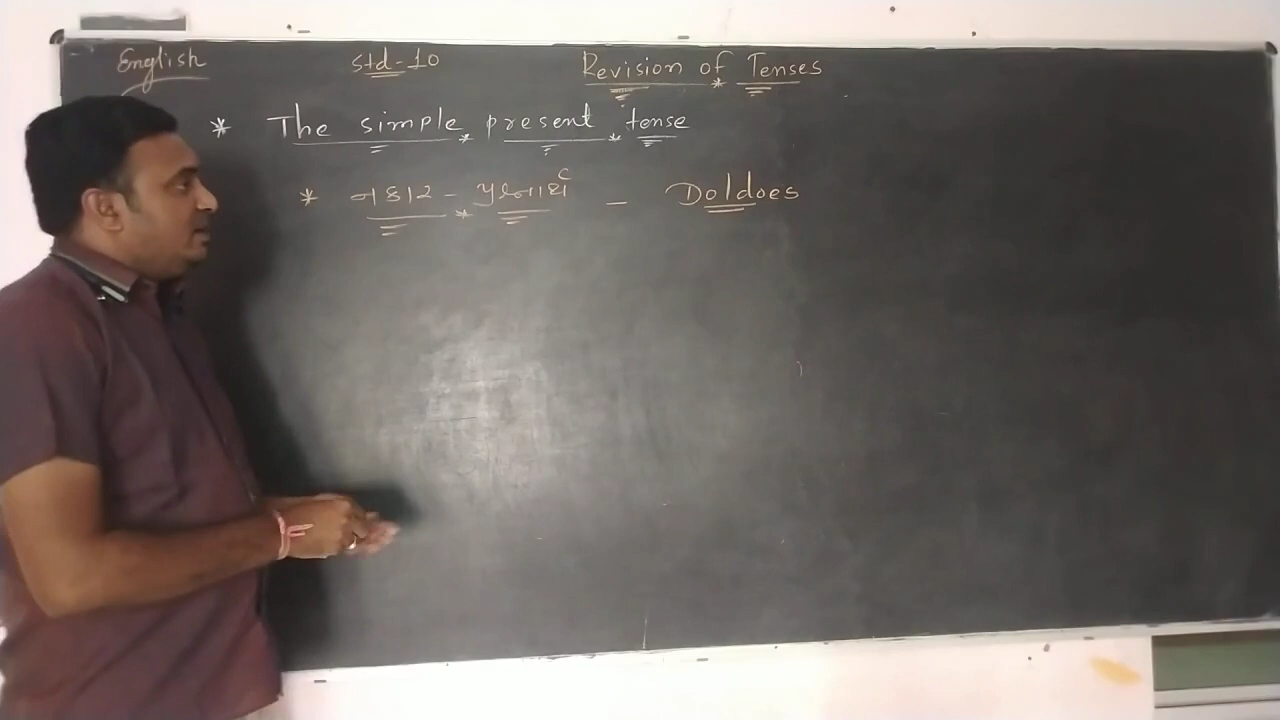 English Std-10 Revision of Tenses
* The simple present tense
* નકાર - પ્રશ્નાર્થ - Do/does